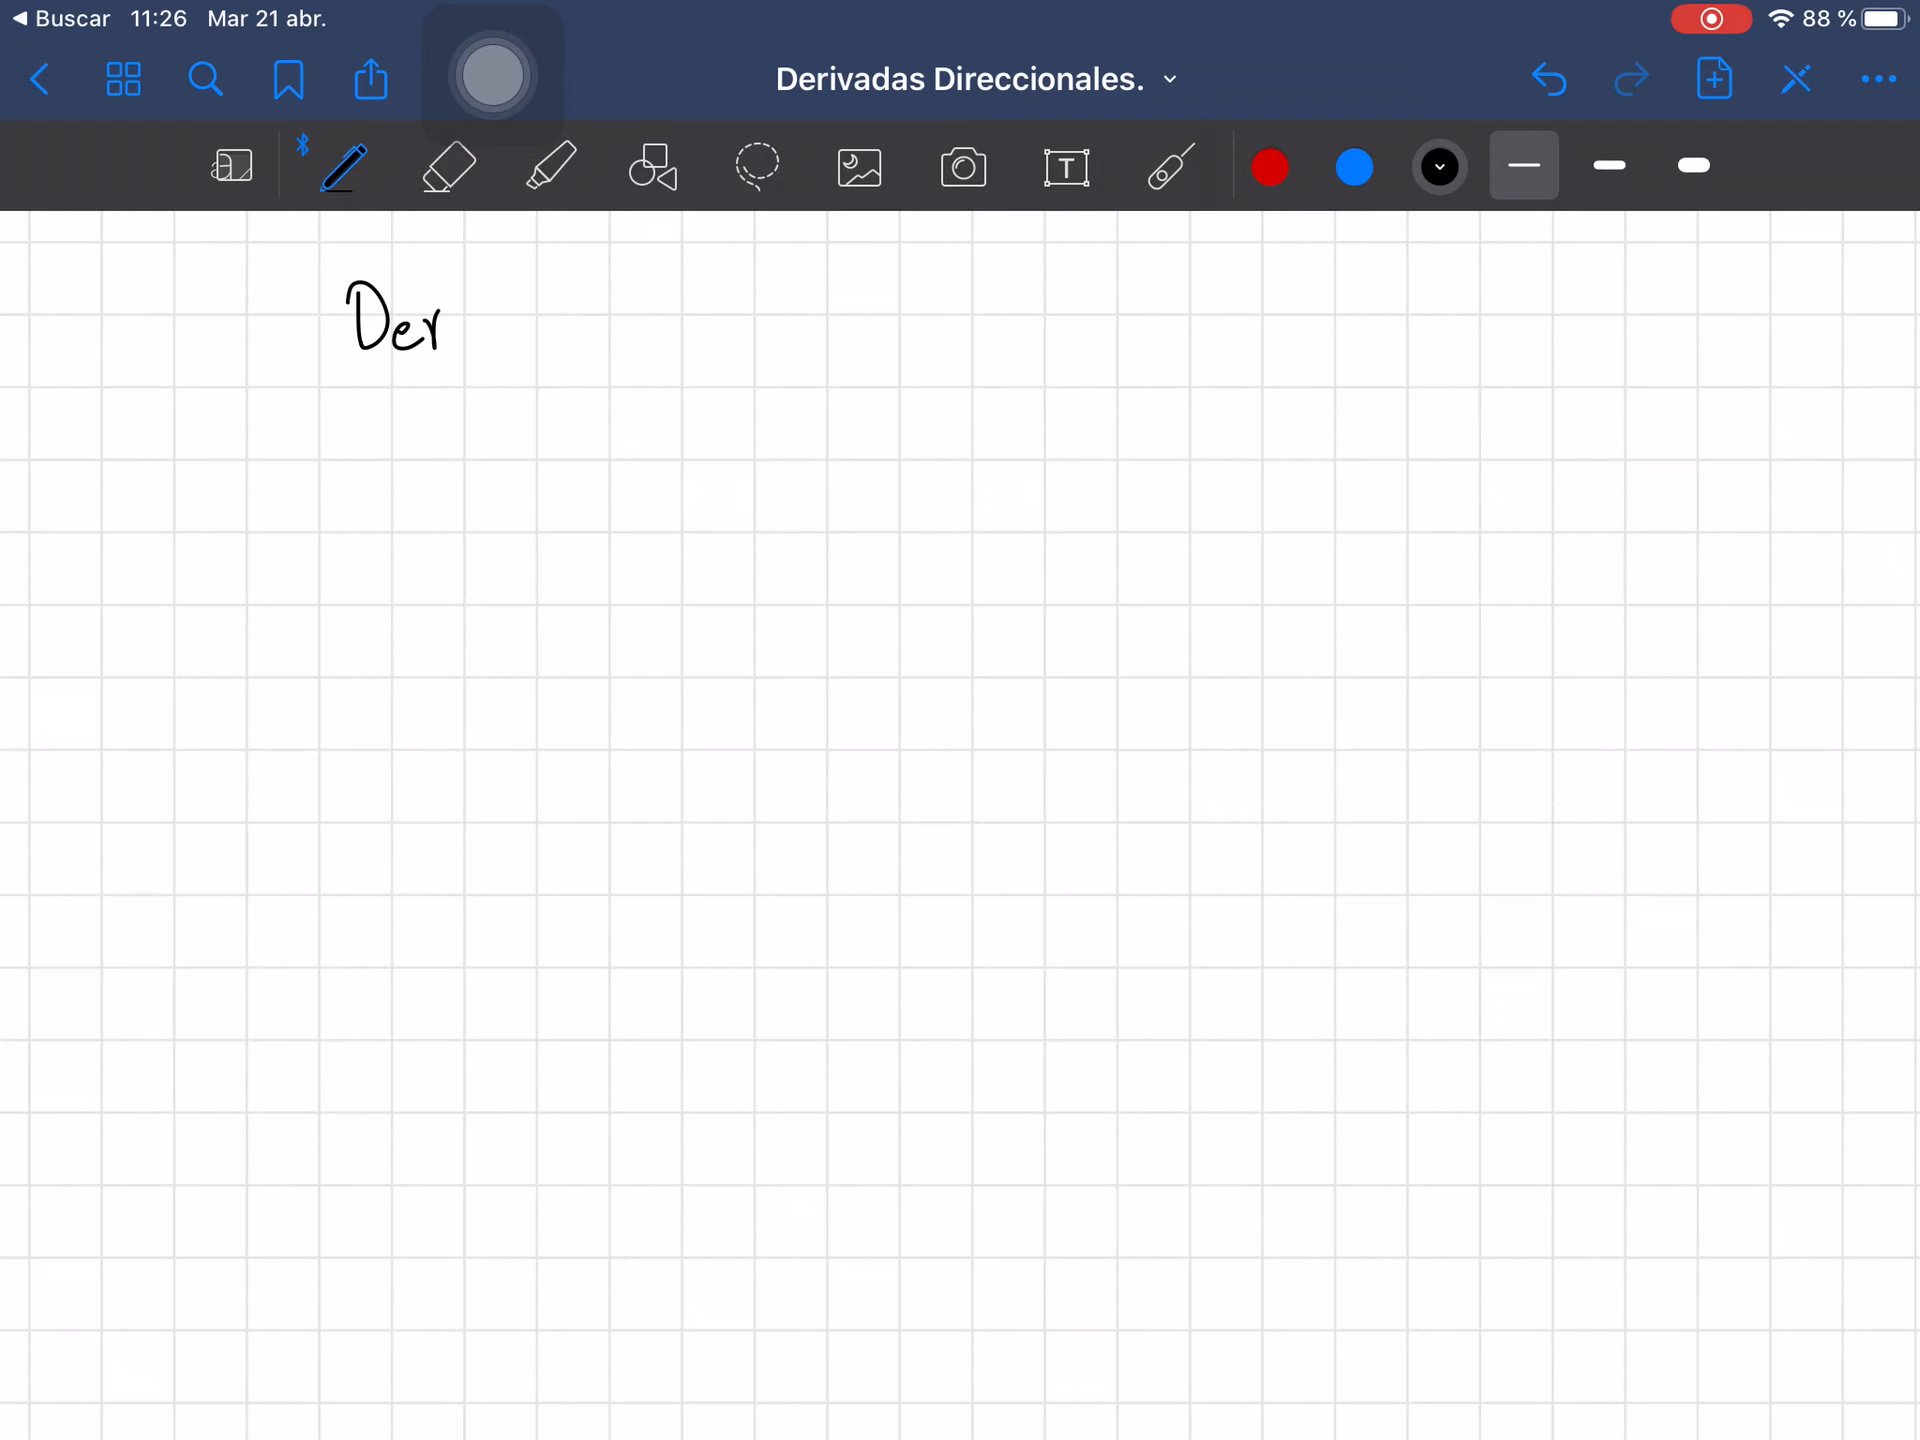 Buscar 11:26 Mar 21 abr. 88 %
Derivadas Direccionales.
T
Der